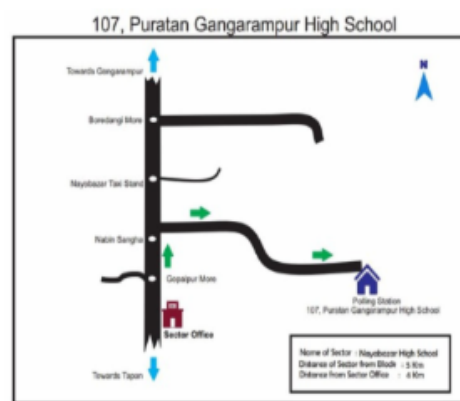 107, Puratan Gangarampur High School
Towards Gangarampur
N
Boredangi More
Nayobazar Taxi Stand
Nabin Sangha
Gopalpur More
Polling Station
107, Puratan Gangarampur High School
Sector Office
Name of Sector : Nayabazar High School
Distance of Sector from Block : 5 Km
Distance from Sector Office : 4 Km
Towards Tapan